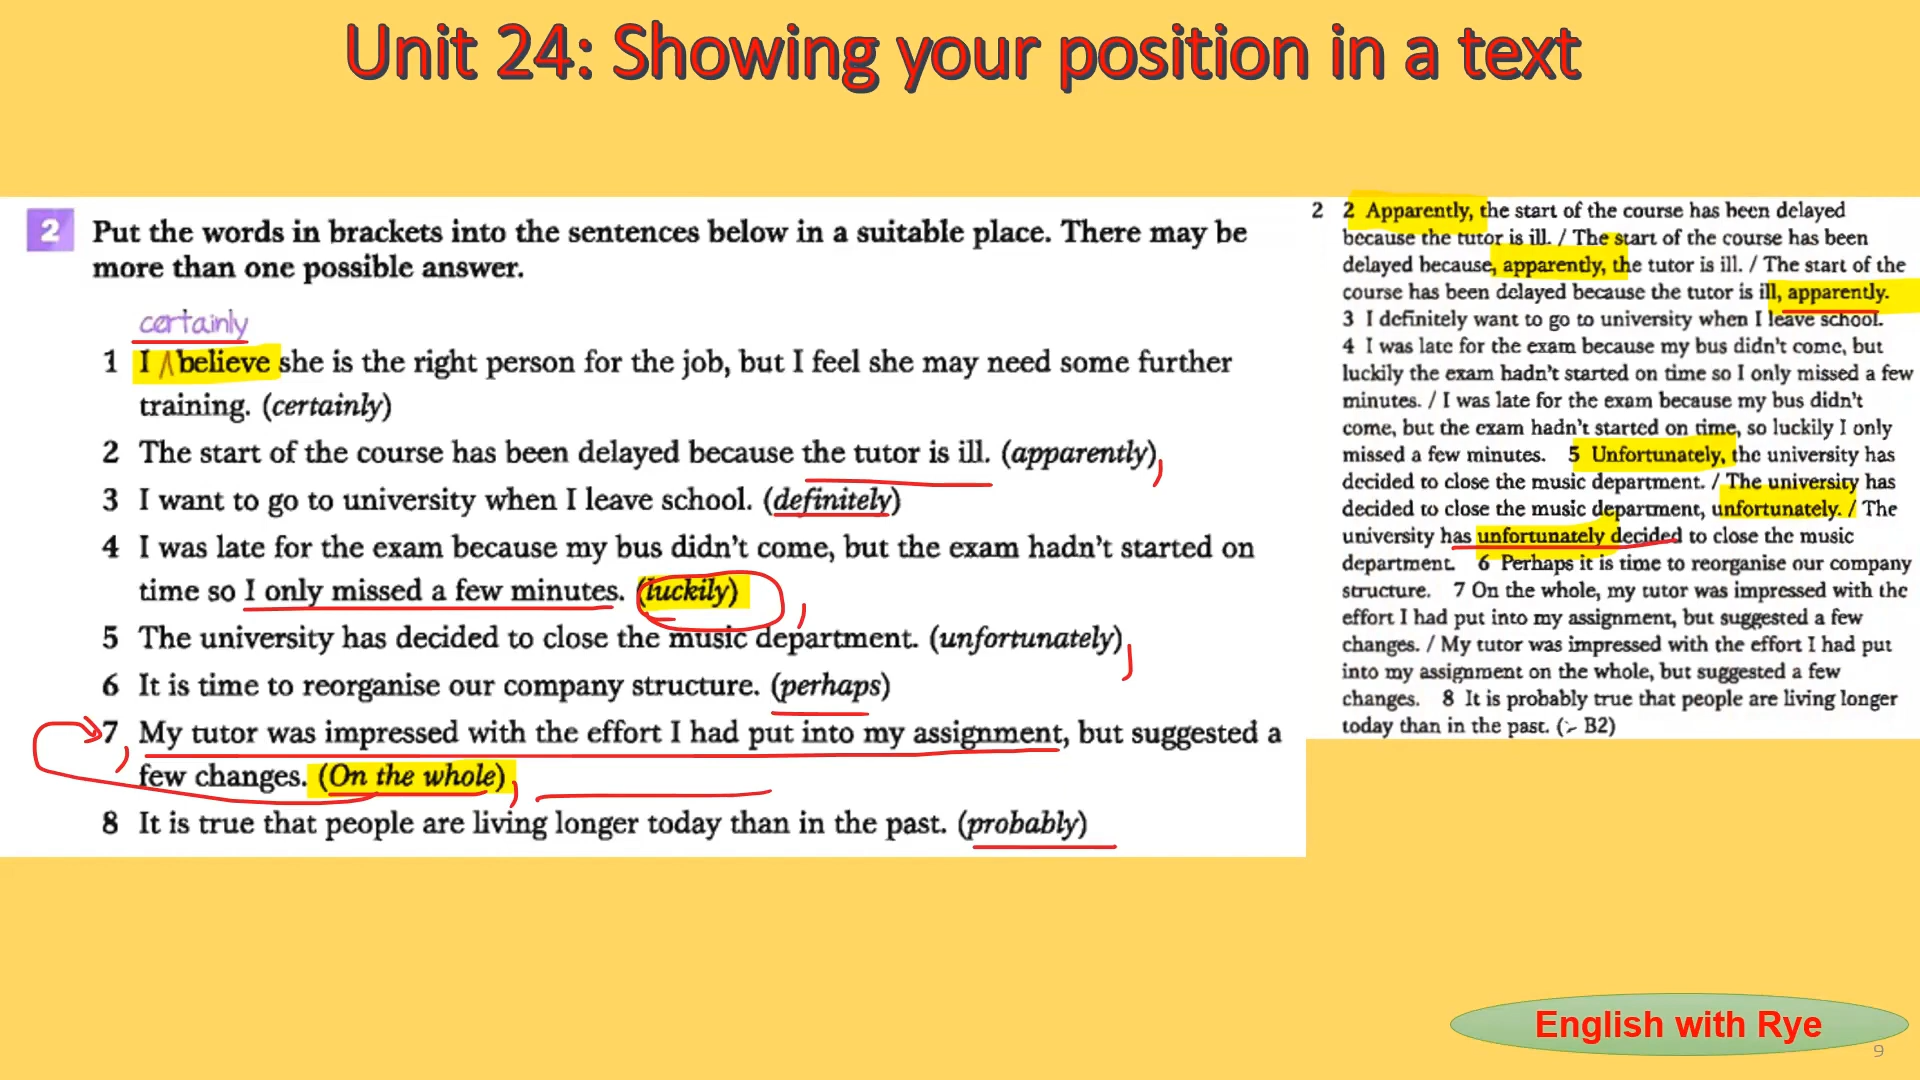 Unit 24: Showing your position in a text
2 Put the words in brackets into the sentences below in a suitable place. There may be
more than one possible answer.
certainly
1 I believe she is the right person for the job, but I feel she may need some further
training. (certainly)
2 The start of the course has been delayed because the tutor is ill. (apparently),
3 I want to go to university when I leave school. (definitely)
4 I was late for the exam because my bus didn't come, but the exam hadn't started on
time so I only missed a few minutes. (luckily) ,
5 The university has decided to close the music department. (unfortunately),
6 It is time to reorganise our company structure. (perhaps)
7, My tutor was impressed with the effort I had put into my assignment, but suggested a
few changes. (On the whole),
8 It is true that people are living longer today than in the past. (probably)
2 2 Apparently, the start of the course has been delayed
because the tutor is ill. / The start of the course has been
delayed because, apparently, the tutor is ill. / The start of the
course has been delayed because the tutor is ill, apparently.
3 I definitely want to go to university when I leave school.
4 I was late for the exam because my bus didn't come, but
luckily the exam hadn't started on time so I only missed a few
minutes. / I was late for the exam because my bus didn't
come, but the exam hadn't started on time, so luckily I only
missed a few minutes. 5 Unfortunately, the university has
decided to close the music department. / The university has
decided to close the music department, unfortunately. / The
university has unfortunately decided to close the music
department. 6 Perhaps it is time to reorganise our company
structure. 7 On the whole, my tutor was impressed with the
effort I had put into my assignment, but suggested a few
changes. / My tutor was impressed with the effort I had put
into my assignment on the whole, but suggested a few
changes. 8 It is probably true that people are living longer
today than in the past. (➢ B2)
English with Rye
9